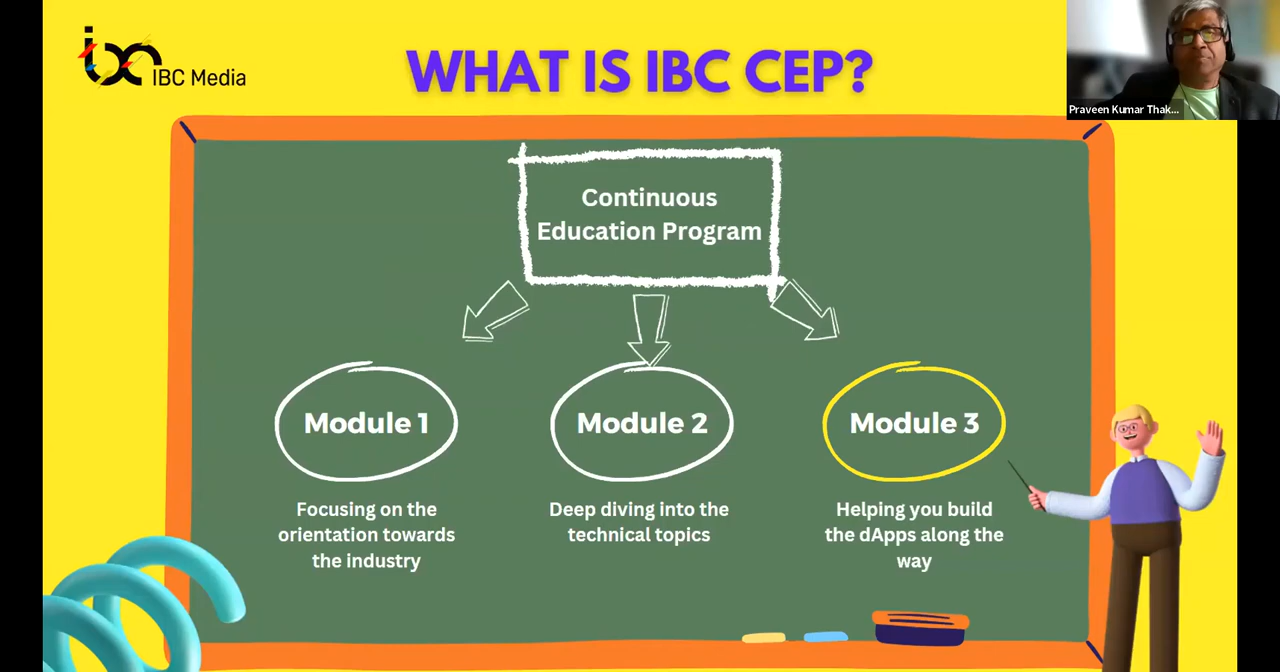 IBC Media
WHAT IS IBC CEP?
Praveen Kumar Thak...
Continuous
Education Program
Module 1
Focusing on the
orientation towards
the industry
Module 2
Deep diving into the
technical topics
Module 3
Helping you build
the dApps along the
way